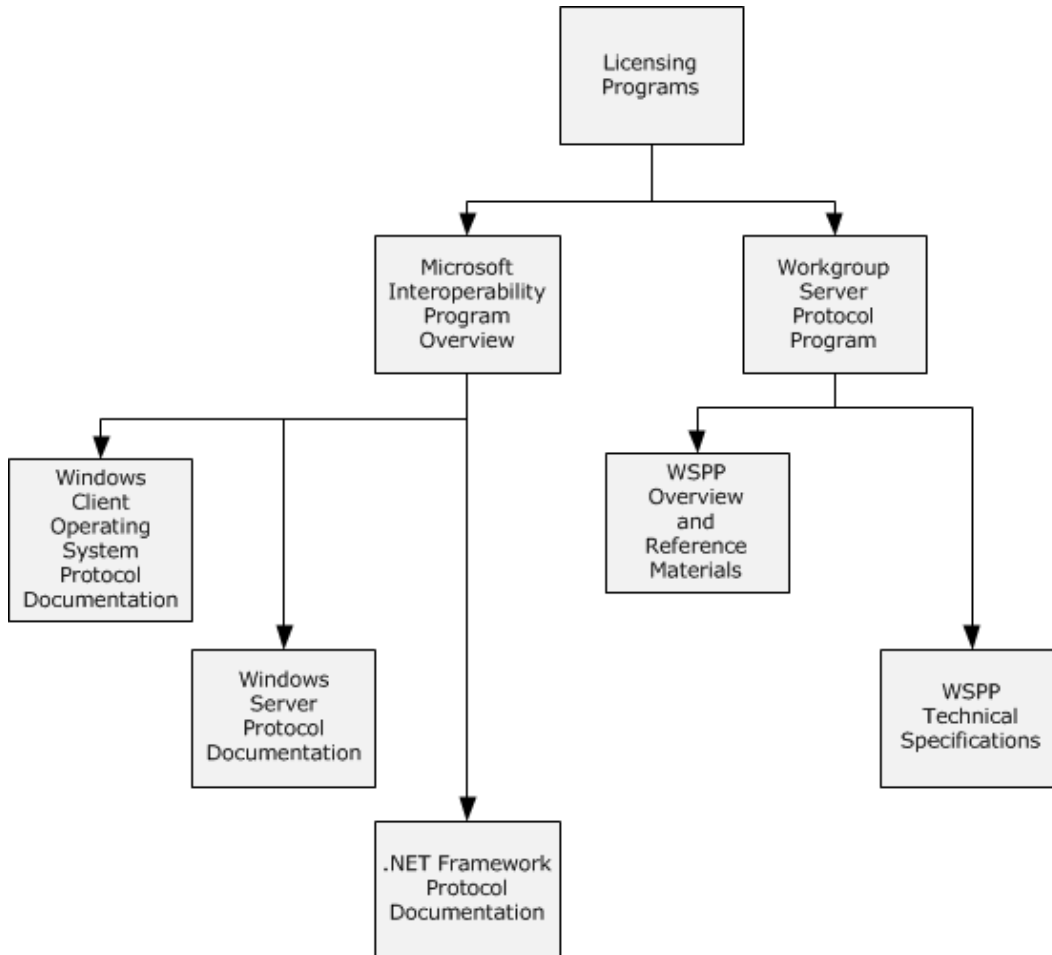 Licensing
Programs
Microsoft
Interoperability
Program
Overview
Workgroup
Server
Protocol
Program
Windows
Client
Operating
System
Protocol
Documentation
WSPP
Overview
and
Reference
Materials
Windows
Server
Protocol
Documentation
WSPP
Technical
Specifications
.NET Framework
Protocol
Documentation